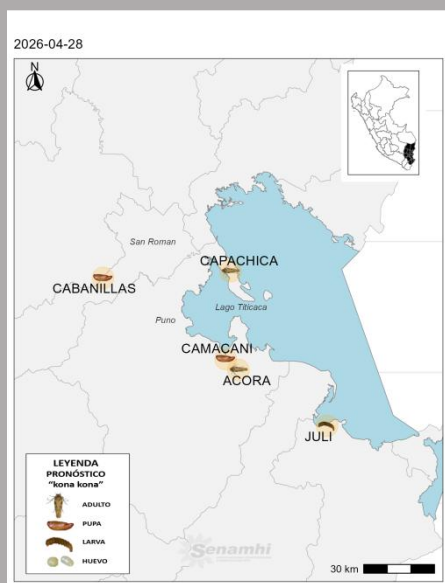 2026-04-28
N
San Roman
CAPACHICA
CABANILLAS
Lago Titicaca
Puno
CAMACANI
ACORA
JULI
LEYENDA
PRONÓSTICO
"kona kona"
ADULTO
PUPA
LARVA
HUEVO
Senamhi
30 km